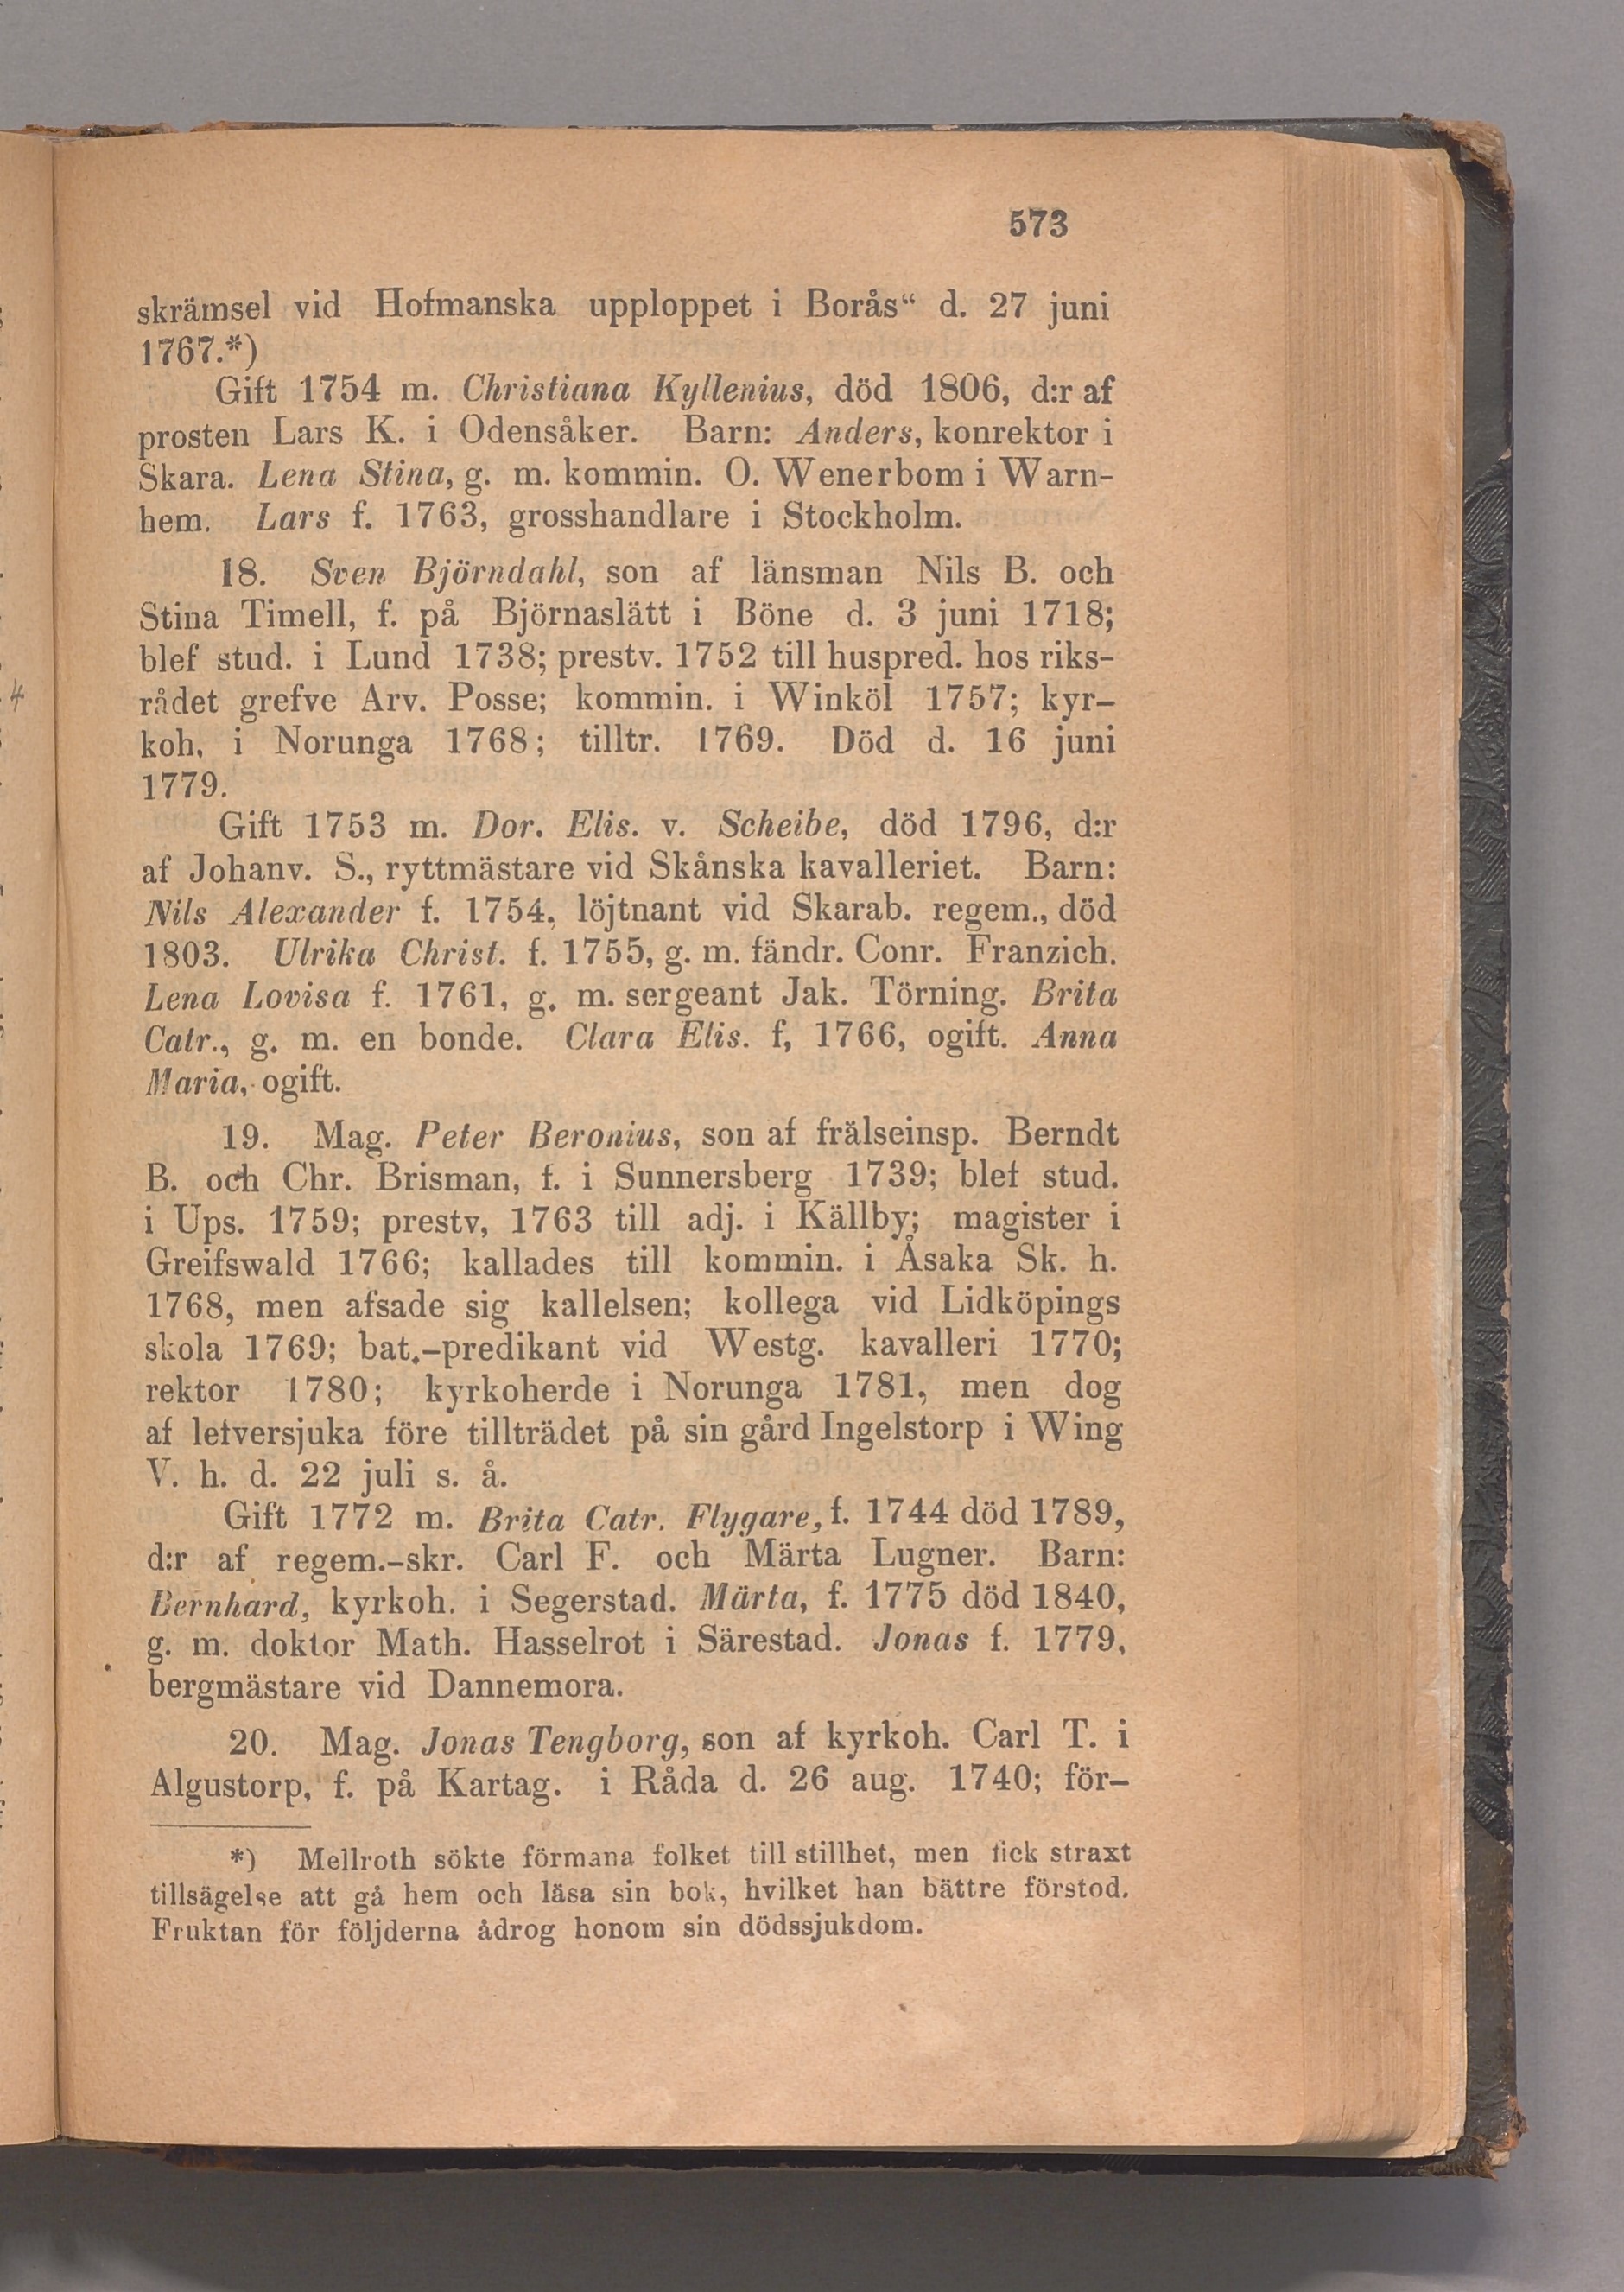 573
skrämsel vid Hofmanska upploppet i Borås“ d. 27 juni
1767.*)
Gift 1754 m. Christiana Kyllenius, död 1806, d:r af
prosten Lars K. i Odensåker. Barn: Anders, konrektor i
Skara. Lena Stina, g. m. kommin. O. Wenerbom i Warn-
hem. Lars f. 1763, grosshandlare i Stockholm.
18. Sven Björndahl, son af länsman Nils B. och
Stina Timell, f. på Björnaslätt i Böne d. 3 juni 1718;
blef stud. i Lund 1738; prestv. 1752 till huspred. hos riks-
rådet grefve Arv. Posse; kommin. i Winköl 1757; kyr-
koh. i Norunga 1768; tilltr. 1769. Död d. 16 juni
1779.
Gift 1753 m. Dor. Elis. v. Scheibe, död 1796, d:r
af Johanv. S., ryttmästare vid Skånska kavalleriet. Barn:
Nils Alexander f. 1754, löjtnant vid Skarab. regem., död
1803. Ulrika Christ. f. 1755, g. m. fändr. Conr. Franzich.
Lena Lovisa f. 1761, g. m. sergeant Jak. Törning. Brita
Catr., g. m. en bonde. Clara Elis. f, 1766, ogift. Anna
Maria, ogift.
19. Mag. Peter Beronius, son af frälseinsp. Berndt
B. och Chr. Brisman, f. i Sunnersberg 1739; blef stud.
i Ups. 1759; prestv, 1763 till adj. i Källby; magister i
Greifswald 1766; kallades till kommin. i Åsaka Sk. h.
1768, men afsade sig kallelsen; kollega vid Lidköpings
skola 1769; bat.-predikant vid Westg. kavalleri 1770;
rektor 1780; kyrkoherde i Norunga 1781, men dog
af lefversjuka före tillträdet på sin gård Ingelstorp i Wing
V. h. d. 22 juli s. å.
Gift 1772 m. Brita Catr. Flygare, f. 1744 död 1789,
d:r af regem.-skr. Carl F. och Märta Lugner. Barn:
Bernhard, kyrkoh. i Segerstad. Märta, f. 1775 död 1840,
g. m. doktor Math. Hasselrot i Särestad. Jonas f. 1779,
bergmästare vid Dannemora.
20. Mag. Jonas Tengborg, son af kyrkoh. Carl T. i
Algustorp, f. på Kartag. i Råda d. 26 aug. 1740; för-
*) Mellroth sökte förmana folket till stillhet, men fick straxt
tillsägelse att gå hem och läsa sin bok, hvilket han bättre förstod.
Fruktan för följderna ådrog honom sin dödssjukdom.
4